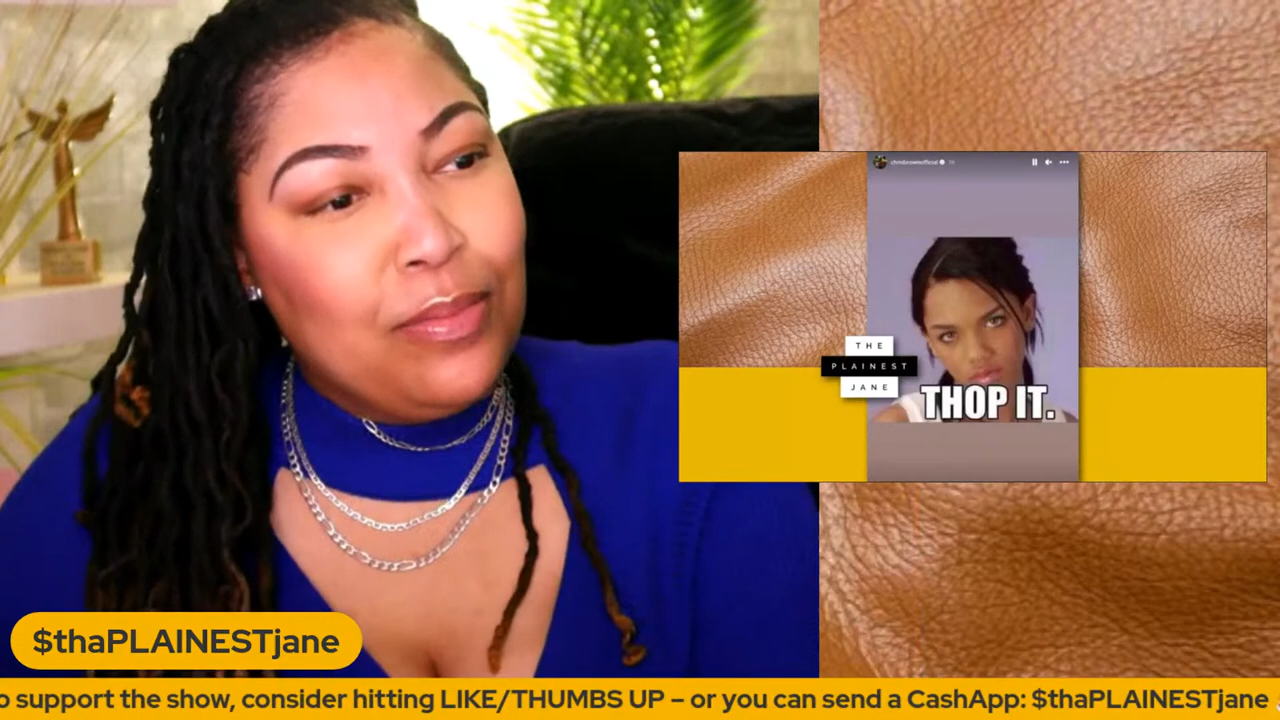 chrisbrownofficial
THE
PLAINEST
JANE
THOP IT.
$thaPLAINESTjane
o support the show, consider hitting LIKE/THUMBS UP – or you can send a CashApp: $thaPLAINESTjane